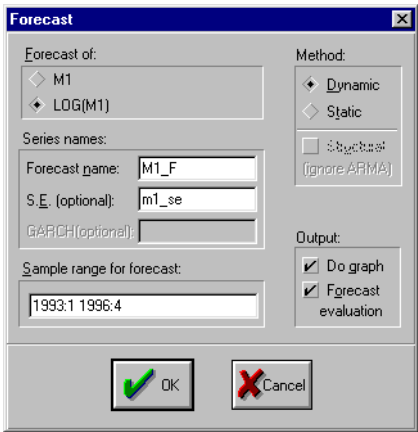 Forecast
Forecast of:
M1
LOG(M1)
Series names:
Forecast name: M1_F
S.E. (optional): m1_se
GARCH(optional):
Sample range for forecast:
1993:1 1996:4
Method:
Dynamic
Static
Structural
(ignore ARMA)
Output:
Do graph
Forecast
evaluation
OK
Cancel